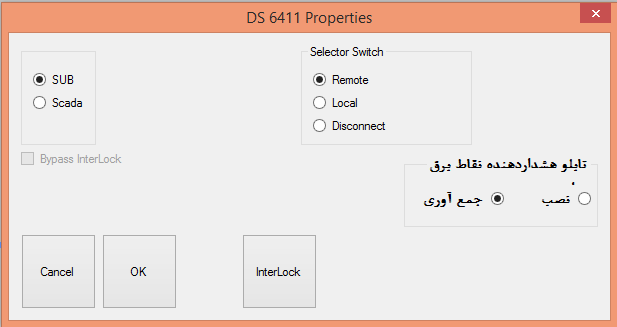 DS 6411 Properties
Selector Switch
SUB
Scada
Remote
Local
Disconnect
Bypass InterLock
تابلو هشداردهنده نقاط برق
نصب
جمع آوری
Cancel
OK
InterLock